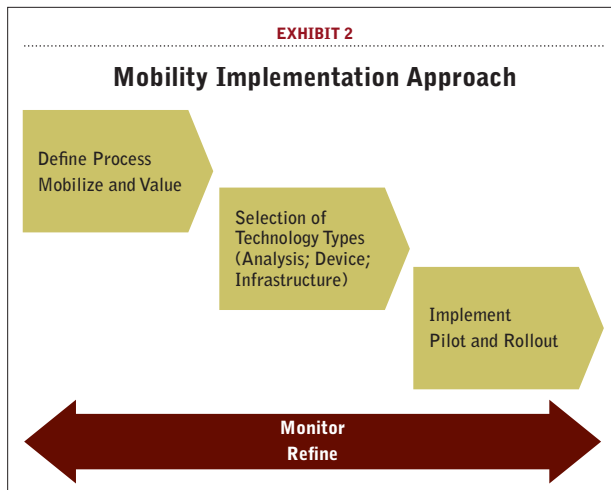 EXHIBIT 2
Mobility Implementation Approach
Define Process
Mobilize and Value
Selection of
Technology Types
(Analysis; Device;
Infrastructure)
Implement
Pilot and Rollout
Monitor
Refine